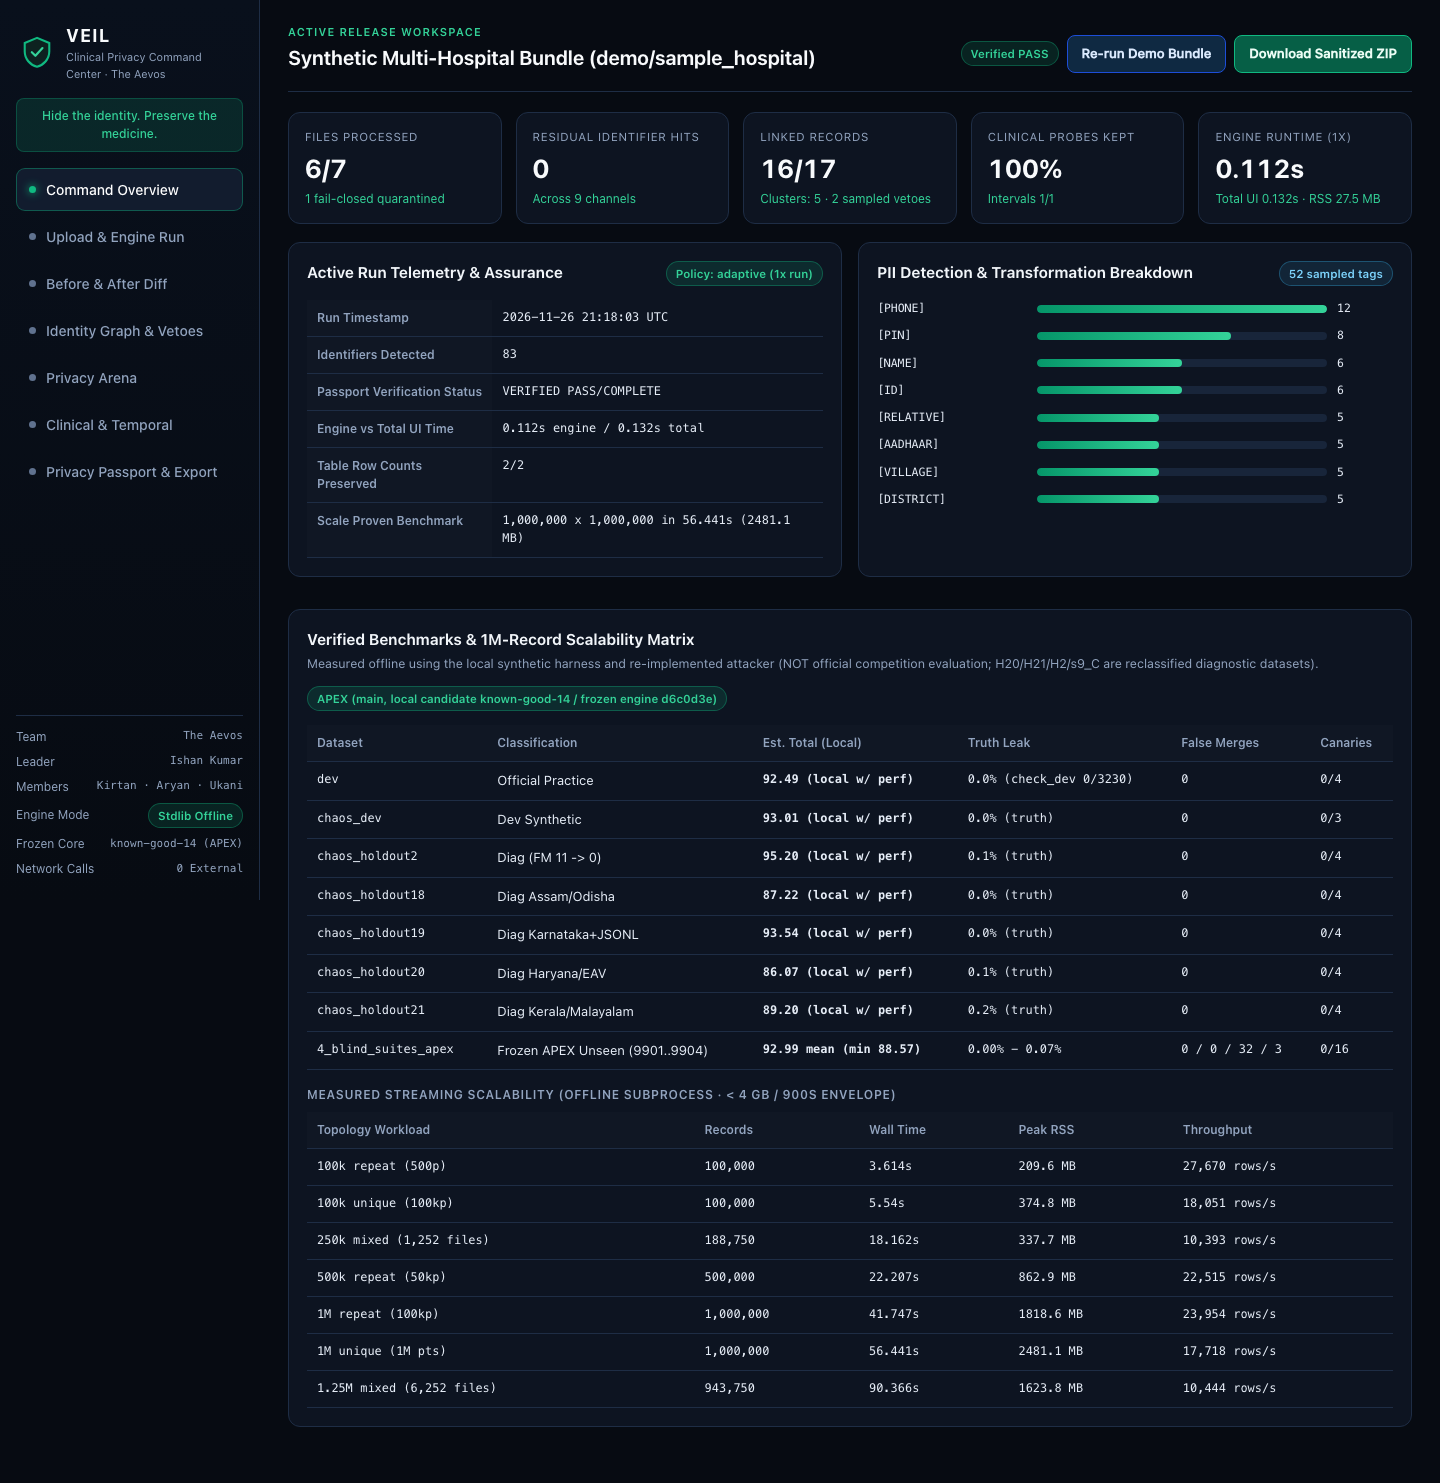 VEIL
Clinical Privacy Command
Center · The Aevos
Hide the identity. Preserve the
medicine.
Command Overview
Upload & Engine Run
Before & After Diff
Identity Graph & Vetoes
Privacy Arena
Clinical & Temporal
Privacy Passport & Export
Team The Aevos
Leader Ishan Kumar
Members Kirtan · Aryan · Ukani
Engine Mode Stdlib Offline
Frozen Core known-good-14 (APEX)
Network Calls 0 External
ACTIVE RELEASE WORKSPACE
Synthetic Multi-Hospital Bundle (demo/sample_hospital)
Verified PASS
Re-run Demo Bundle
Download Sanitized ZIP
FILES PROCESSED
6/7
1 fail-closed quarantined
RESIDUAL IDENTIFIER HITS
0
Across 9 channels
LINKED RECORDS
16/17
Clusters: 5 · 2 sampled vetoes
CLINICAL PROBES KEPT
100%
Intervals 1/1
ENGINE RUNTIME (1X)
0.112s
Total UI 0.132s · RSS 27.5 MB
Active Run Telemetry & Assurance
Policy: adaptive (1x run)
Run Timestamp 2026-11-26 21:18:03 UTC
Identifiers Detected 83
Passport Verification Status VERIFIED PASS/COMPLETE
Engine vs Total UI Time 0.112s engine / 0.132s total
Table Row Counts 2/2
Preserved
Scale Proven Benchmark 1,000,000 x 1,000,000 in 56.441s (2481.1
MB)
PII Detection & Transformation Breakdown
52 sampled tags
[PHONE] 12
[PIN] 8
[NAME] 6
[ID] 6
[RELATIVE] 5
[AADHAAR] 5
[VILLAGE] 5
[DISTRICT] 5
Verified Benchmarks & 1M-Record Scalability Matrix
Measured offline using the local synthetic harness and re-implemented attacker (NOT official competition evaluation; H20/H21/H2/s9_C are reclassified diagnostic datasets).
APEX (main, local candidate known-good-14 / frozen engine d6c0d3e)
Dataset Classification Est. Total (Local) Truth Leak False Merges Canaries
dev Official Practice 92.49 (local w/ perf) 0.0% (check_dev 0/3230) 0 0/4
chaos_dev Dev Synthetic 93.01 (local w/ perf) 0.0% (truth) 0 0/3
chaos_holdout2 Diag (FM 11 -> 0) 95.20 (local w/ perf) 0.1% (truth) 0 0/4
chaos_holdout18 Diag Assam/Odisha 87.22 (local w/ perf) 0.0% (truth) 0 0/4
chaos_holdout19 Diag Karnataka+JSONL 93.54 (local w/ perf) 0.0% (truth) 0 0/4
chaos_holdout20 Diag Haryana/EAV 86.07 (local w/ perf) 0.1% (truth) 0 0/4
chaos_holdout21 Diag Kerala/Malayalam 89.20 (local w/ perf) 0.2% (truth) 0 0/4
4_blind_suites_apex Frozen APEX Unseen (9901..9904) 92.99 mean (min 88.57) 0.00% – 0.07% 0 / 0 / 32 / 3 0/16
MEASURED STREAMING SCALABILITY (OFFLINE SUBPROCESS · < 4 GB / 900S ENVELOPE)
Topology Workload Records Wall Time Peak RSS Throughput
100k repeat (500p) 100,000 3.614s 209.6 MB 27,670 rows/s
100k unique (100kp) 100,000 5.54s 374.8 MB 18,051 rows/s
250k mixed (1,252 files) 188,750 18.162s 337.7 MB 10,393 rows/s
500k repeat (50kp) 500,000 22.207s 862.9 MB 22,515 rows/s
1M repeat (100kp) 1,000,000 41.747s 1818.6 MB 23,954 rows/s
1M unique (1M pts) 1,000,000 56.441s 2481.1 MB 17,718 rows/s
1.25M mixed (6,252 files) 943,750 90.366s 1623.8 MB 10,444 rows/s